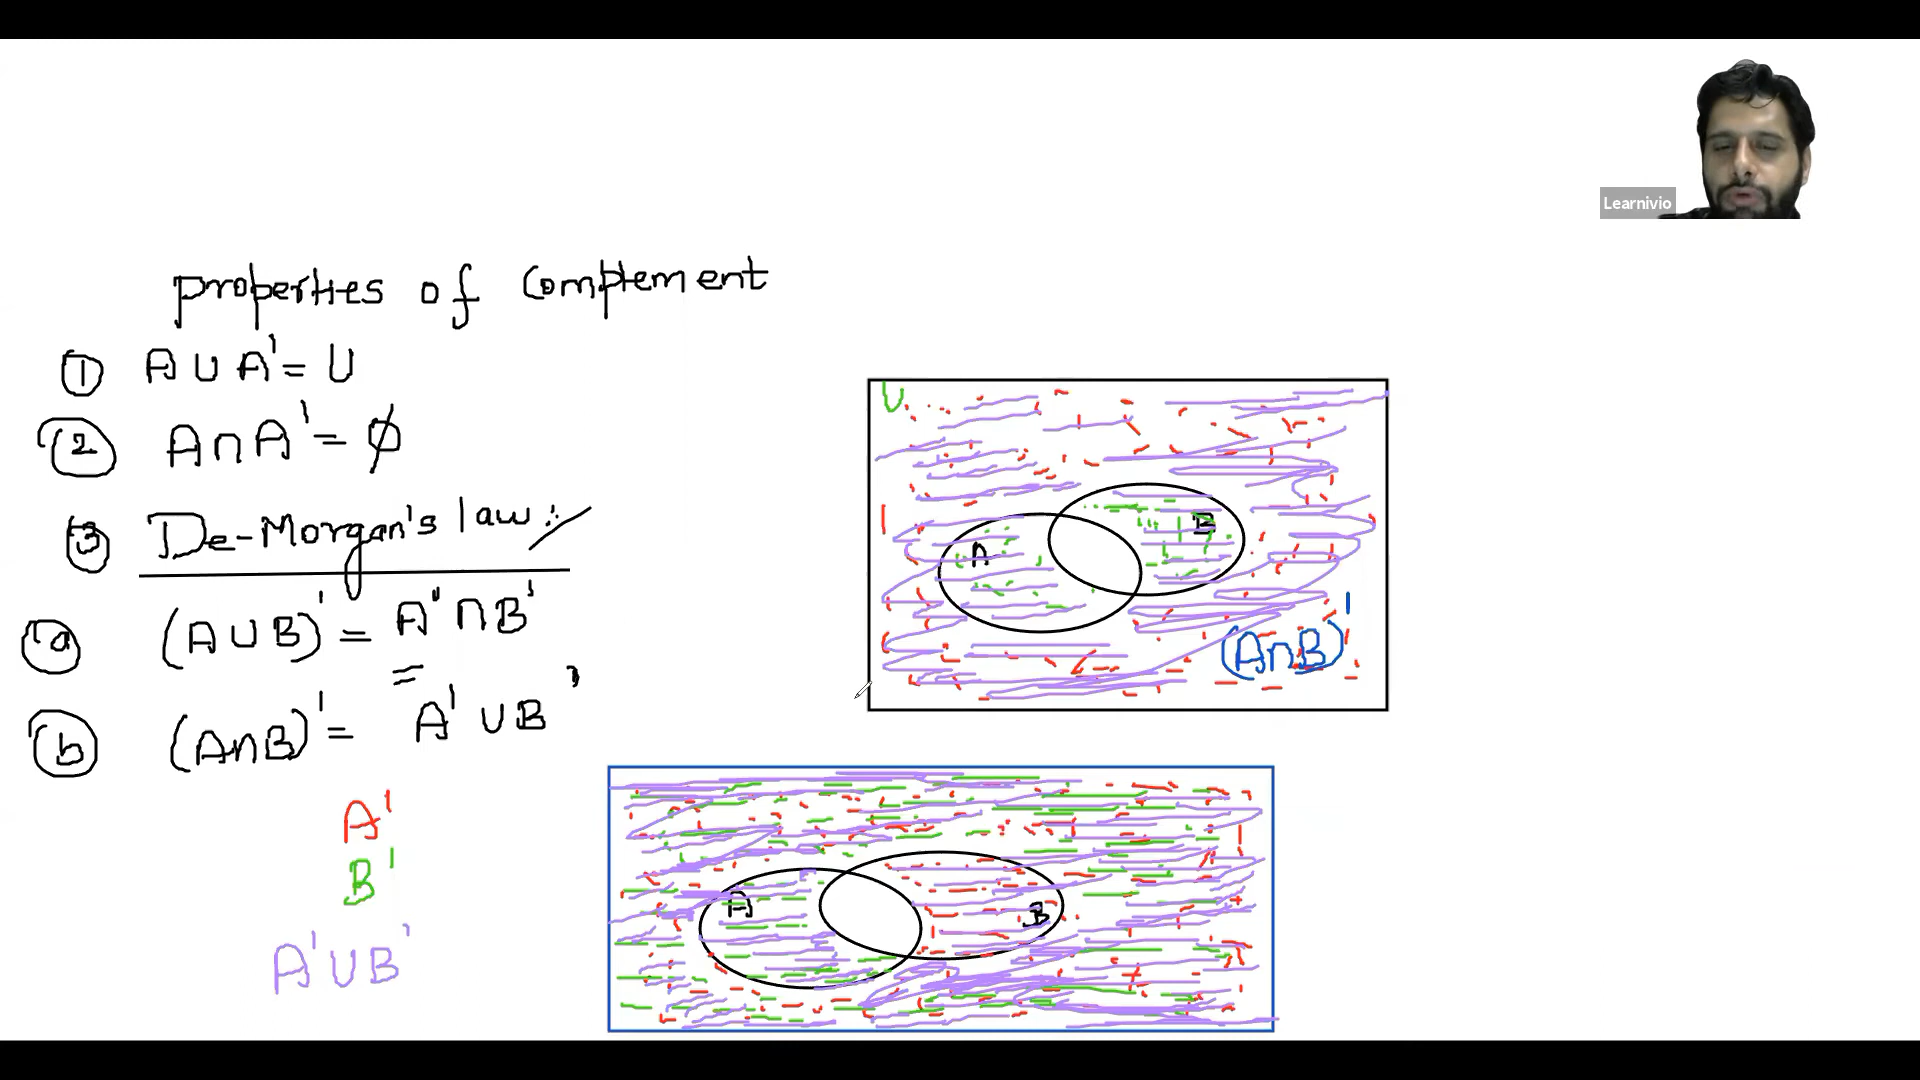 Learnivio
properties of complement
1 A ∪ A' = U
2 A ∩ A' = ϕ
3 De-Morgan's law :-
a (A ∪ B)' = A' ∩ B'
=
b (A∩B)' = A' ∪ B'
A'
B'
A'∪B'
U
A
B
(A∩B)'
A
B